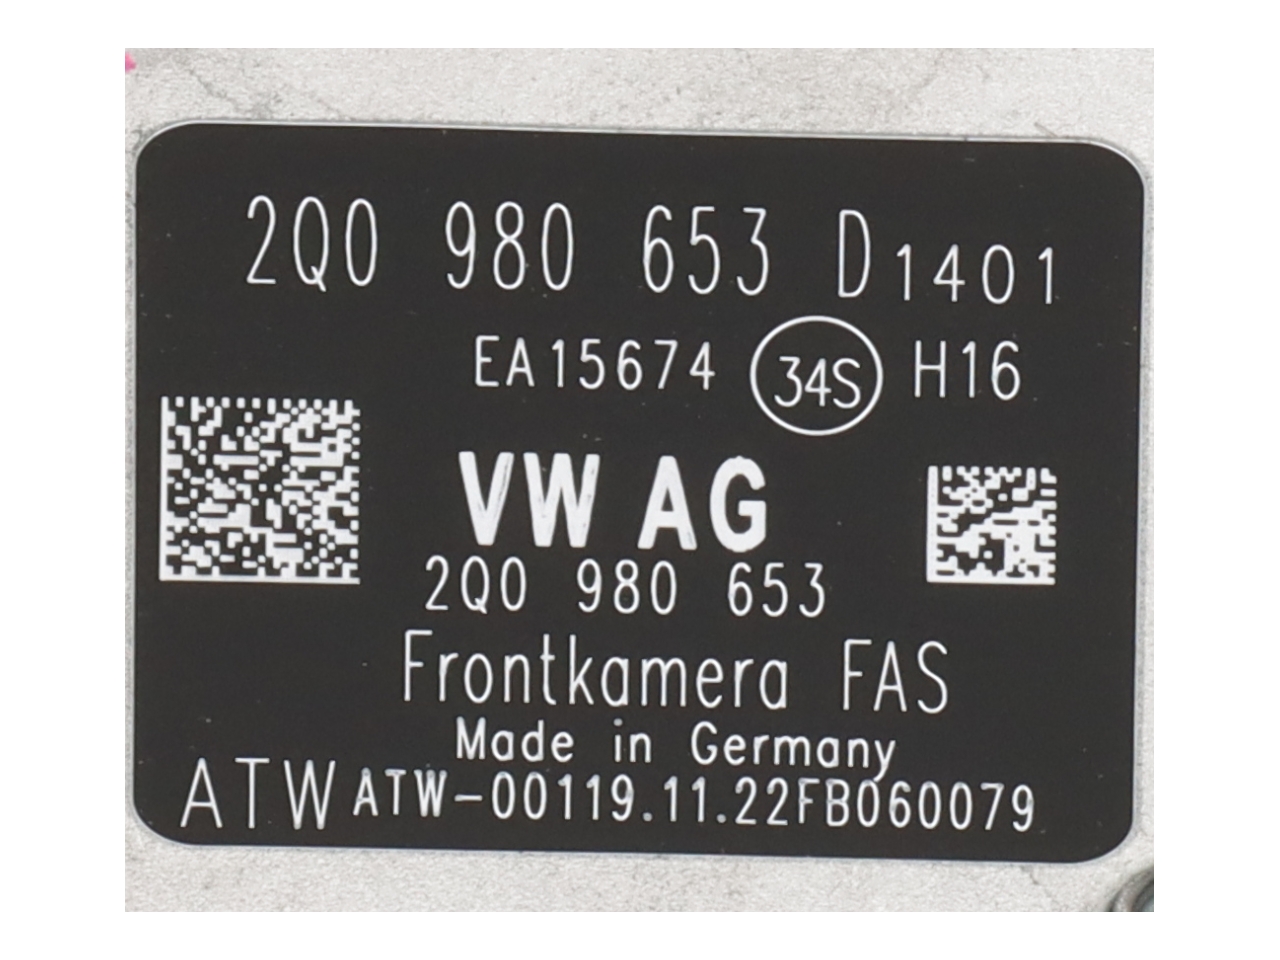 2Q0 980 653 D 1401
EA15674 34S H16
VW AG
2Q0 980 653
Frontkamera FAS
Made in Germany
ATW ATW-00119.11.22FB060079